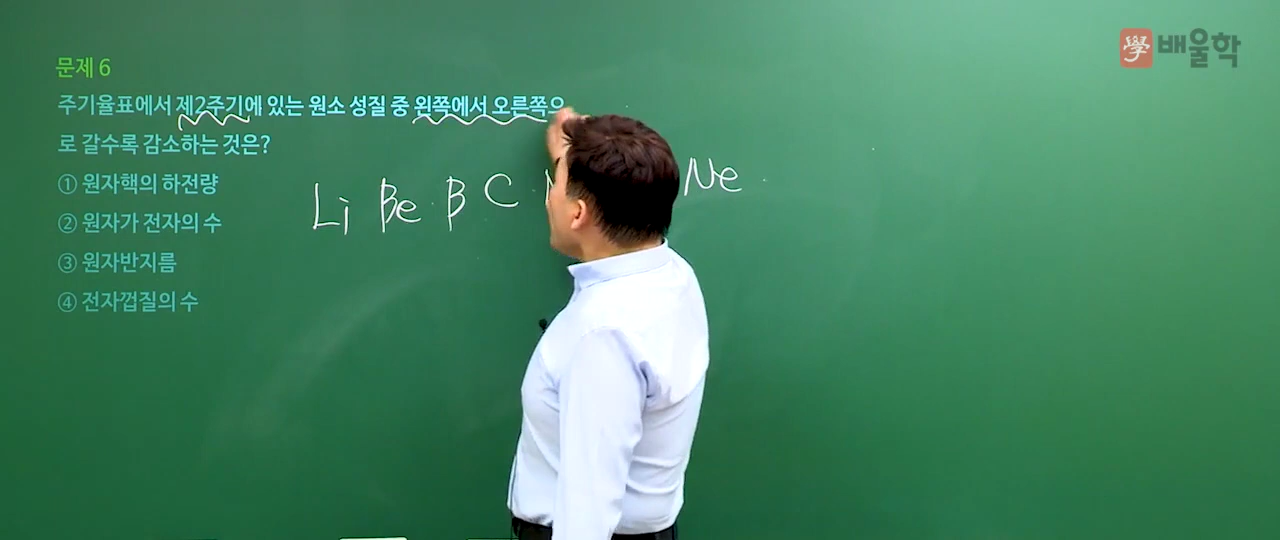 學 배울학
문제 6
주기율표에서 제2주기에 있는 원소 성질 중 왼쪽에서 오른쪽으
로 갈수록 감소하는 것은?
① 원자핵의 하전량
② 원자가 전자의 수
③ 원자반지름
④ 전자껍질의 수
Li Be B C Ne